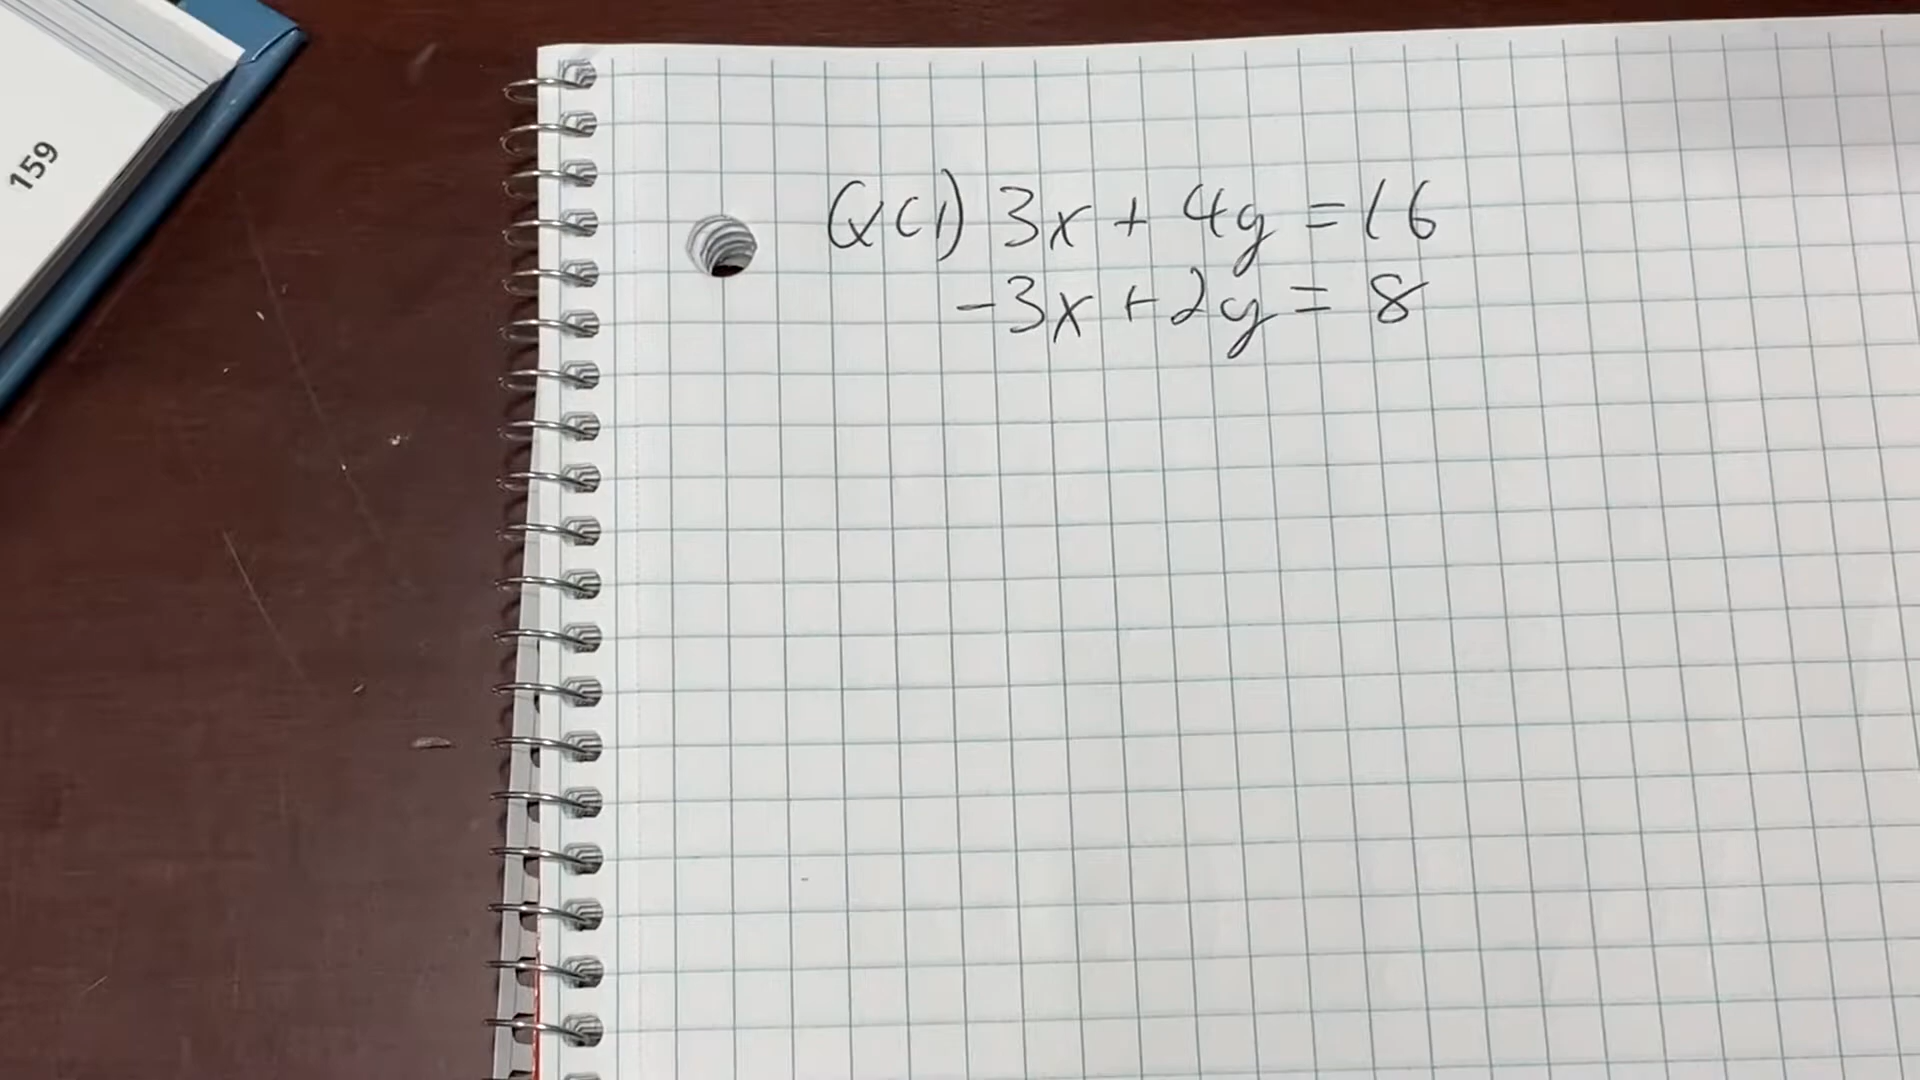 159
Q(1) 3x + 4y = 16
-3x + 2y = 8